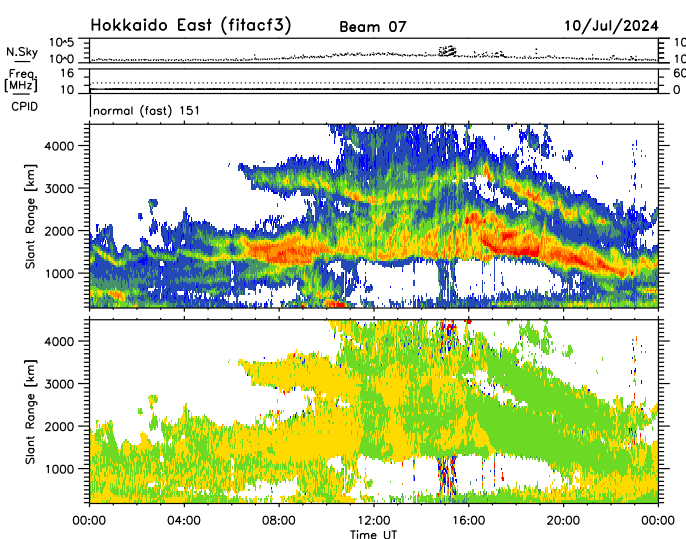 Hokkaido East (fitacf3) Beam 07 10/Jul/2024
N.Sky 10^5 10^0 10 10
Freq. [MHz] 16 10 60 0
CPID normal (fast) 151
Slant Range [km] 4000 3000 2000 1000
Slant Range [km] 4000 3000 2000 1000
00:00 04:00 08:00 12:00 16:00 20:00 00:00
Time UT